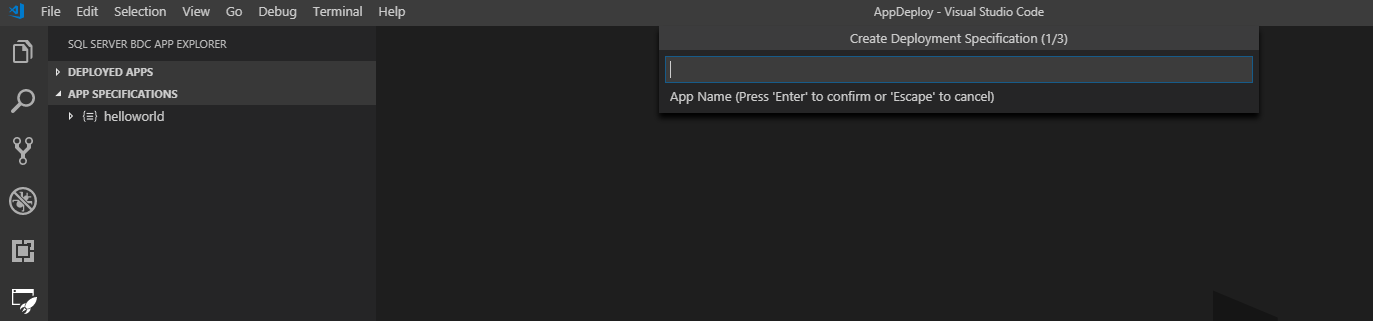 File Edit Selection View Go Debug Terminal Help
AppDeploy - Visual Studio Code
SQL SERVER BDC APP EXPLORER
DEPLOYED APPS
APP SPECIFICATIONS
helloworld
Create Deployment Specification (1/3)
App Name (Press 'Enter' to confirm or 'Escape' to cancel)